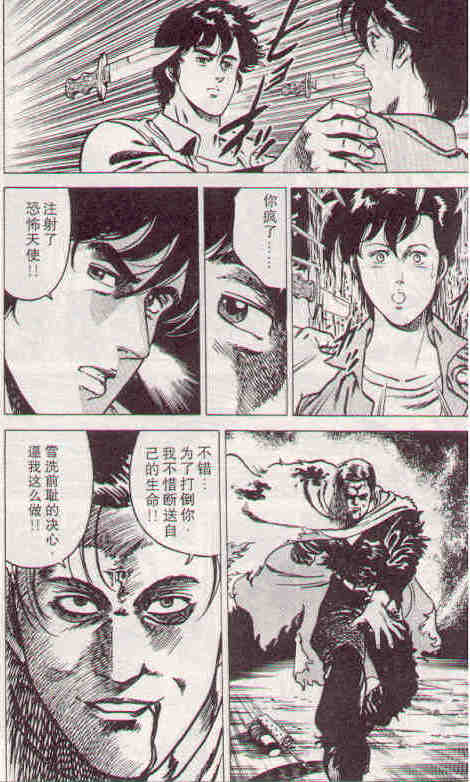 你疯了……
注射了
恐怖天使!!
不错…
为了打倒你，
我不惜断送自
己的生命!!
雪洗前耻的决心，
逼我这么做!!